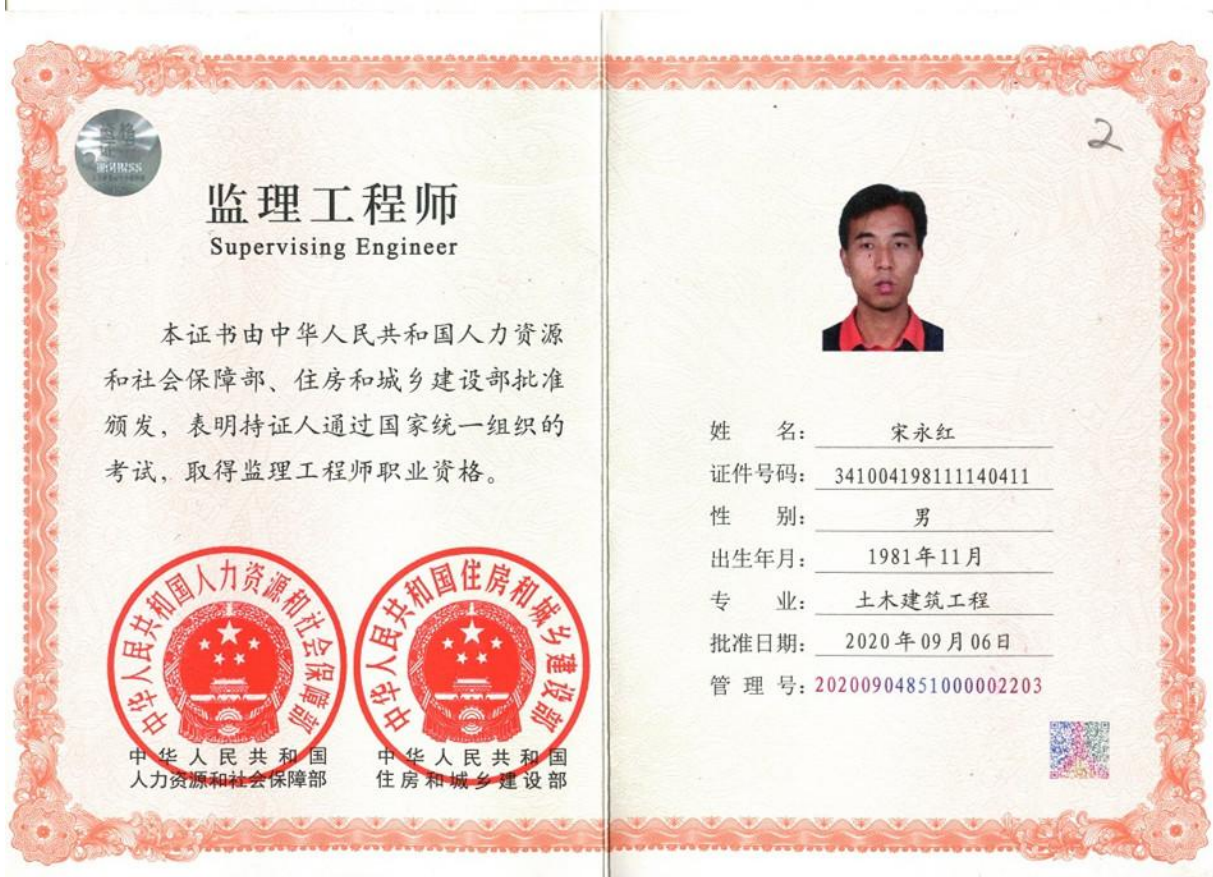 监理工程师
Supervising Engineer
本证书由中华人民共和国人力资源
和社会保障部、住房和城乡建设部批准
颁发，表明持证人通过国家统一组织的
考试，取得监理工程师职业资格。
中华人民共和国人力资源和社会保障部
中华人民共和国住房和城乡建设部
中华人民共和国
人力资源和社会保障部
中华人民共和国
住房和城乡建设部
2
姓 名： 宋永红
证件号码： 341004198111140411
性 别： 男
出生年月： 1981年11月
专 业： 土木建筑工程
批准日期： 2020年09月06日
管 理 号：20200904851000002203